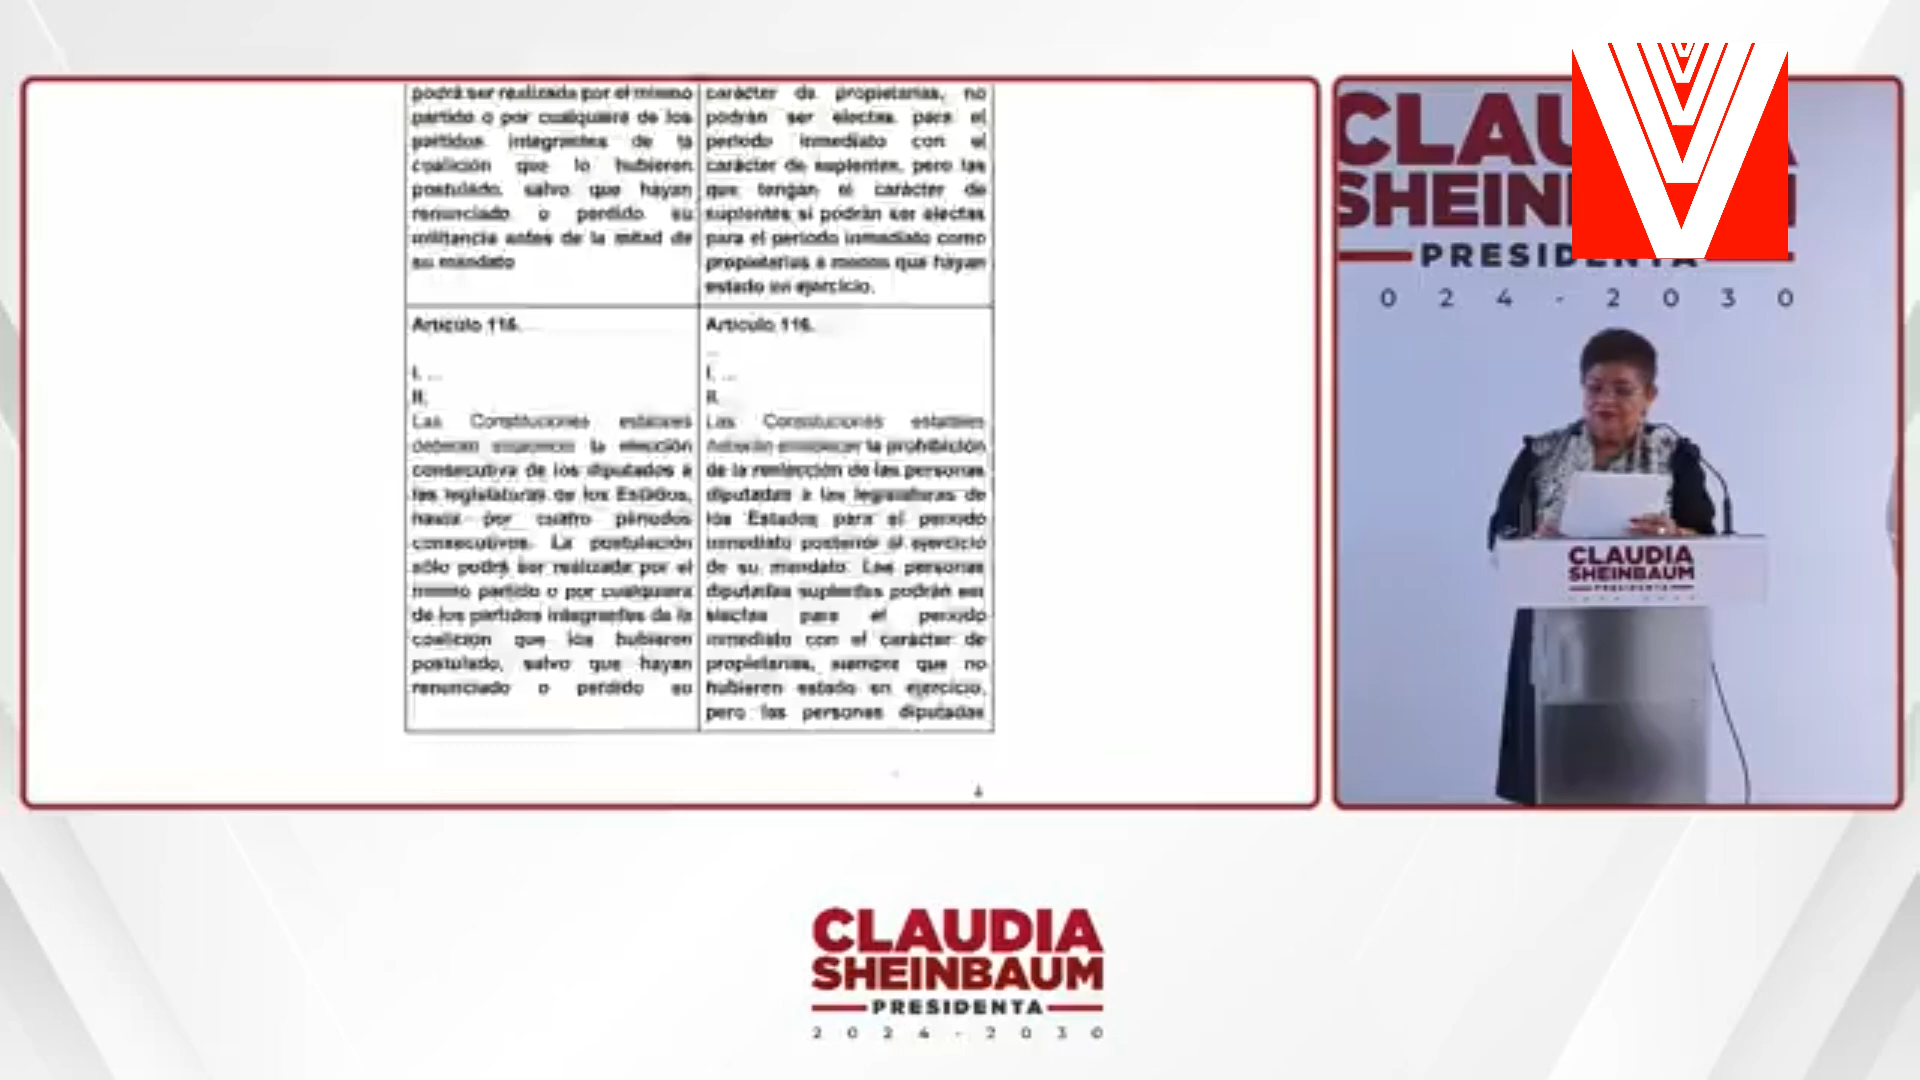 podrá ser realizada por el mismo
partido o por cualquiera de los
partidos integrantes de la
coalición que lo hubieren
postulado, salvo que hayan
renunciado o perdido su
militancia antes de la mitad de
su mandato
carácter de propietarias, no
podrán ser electas para el
periodo inmediato con el
carácter de suplentes, pero las
que tengan el carácter de
suplentes sí podrán ser electas
para el periodo inmediato como
propietarias a menos que hayan
estado en ejercicio.
Artículo 116.
I. ...
II.
Las Constituciones estatales
deberán establecer la elección
consecutiva de los diputados a
las legislaturas de los Estados,
hasta por cuatro periodos
consecutivos. La postulación
sólo podrá ser realizada por el
mismo partido o por cualquiera
de los partidos integrantes de la
coalición que los hubieren
postulado, salvo que hayan
renunciado o perdido su
Artículo 116.
...
I. ...
II.
Las Constituciones estatales
deberán establecer la prohibición
de la reelección de las personas
diputadas a las legislaturas de
los Estados para el periodo
inmediato posterior al ejercicio
de su mandato. Las personas
diputadas suplentes podrán ser
electas para el periodo
inmediato con el carácter de
propietarias, siempre que no
hubieren estado en ejercicio,
pero las personas diputadas
CLAU
SHEIN
PRESIDENTA
024-2030
CLAUDIA
SHEINBAUM
PRESIDENTA
CLAUDIA
SHEINBAUM
PRESIDENTA
2024-2030